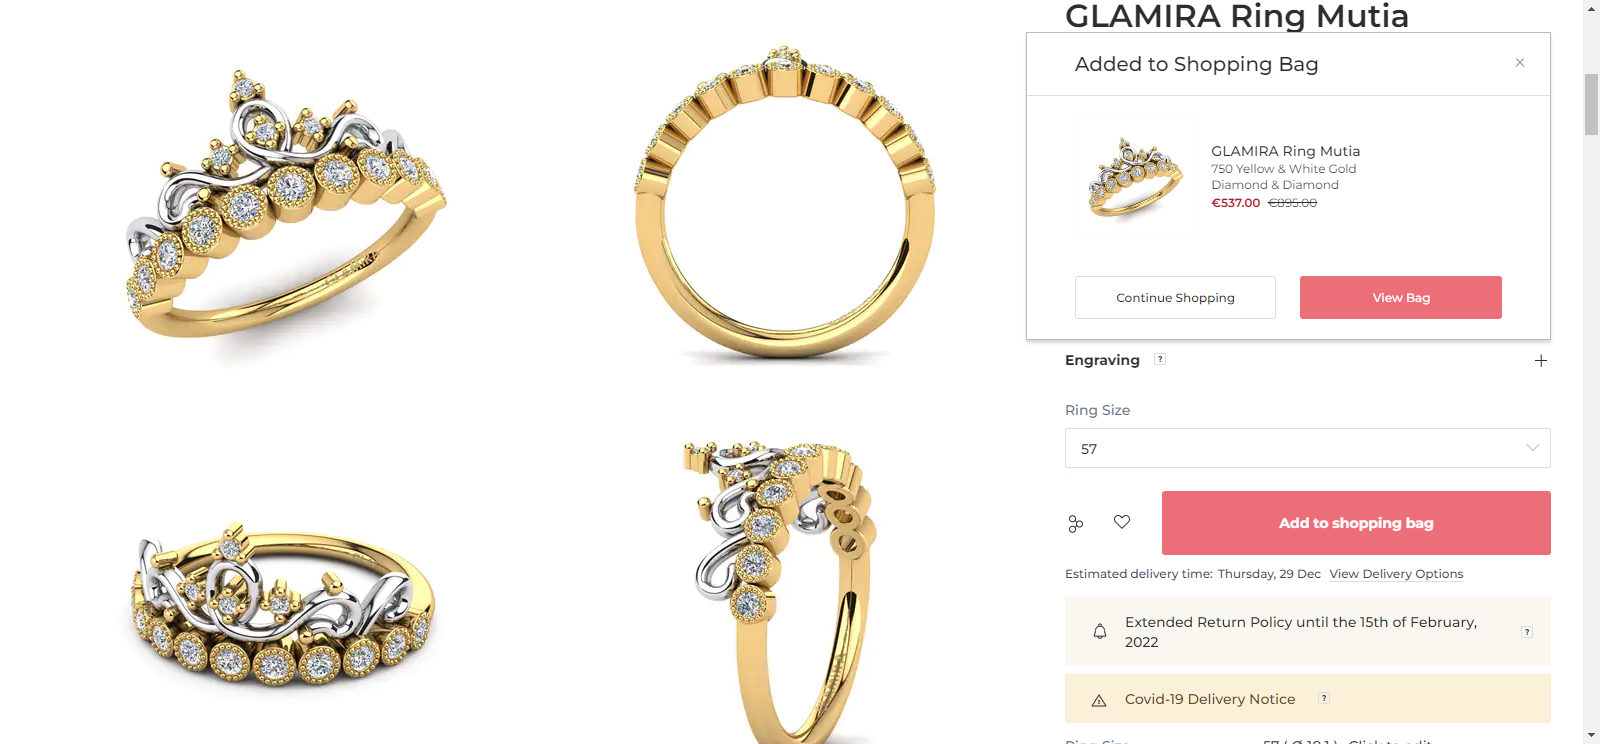 GLAMIRA Ring Mutia
Added to Shopping Bag
GLAMIRA Ring Mutia
750 Yellow & White Gold
Diamond & Diamond
€537.00 €895.00
Continue Shopping
View Bag
Engraving ?
Ring Size
57
Add to shopping bag
Estimated delivery time: Thursday, 29 Dec View Delivery Options
Extended Return Policy until the 15th of February,
2022
?
Covid-19 Delivery Notice ?